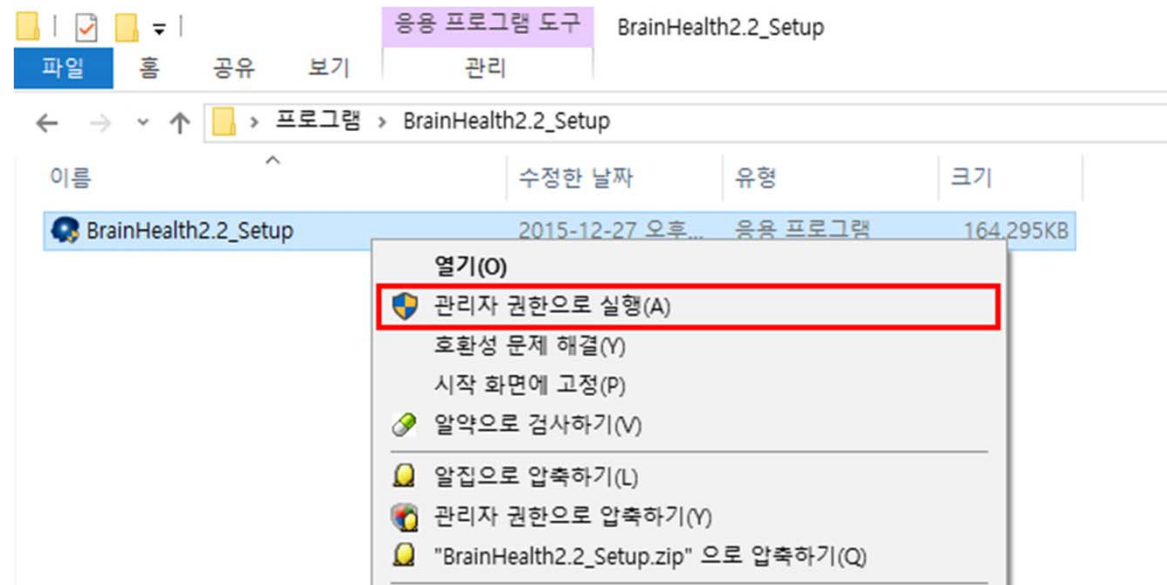 응용 프로그램 도구 BrainHealth2.2_Setup
파일 홈 공유 보기 관리
프로그램 > BrainHealth2.2_Setup
이름 수정한 날짜 유형 크기
BrainHealth2.2_Setup 2015-12-27 오후... 응용 프로그램 164,295KB
열기(O)
관리자 권한으로 실행(A)
호환성 문제 해결(Y)
시작 화면에 고정(P)
알약으로 검사하기(V)
알집으로 압축하기(L)
관리자 권한으로 압축하기(Y)
"BrainHealth2.2_Setup.zip" 으로 압축하기(Q)